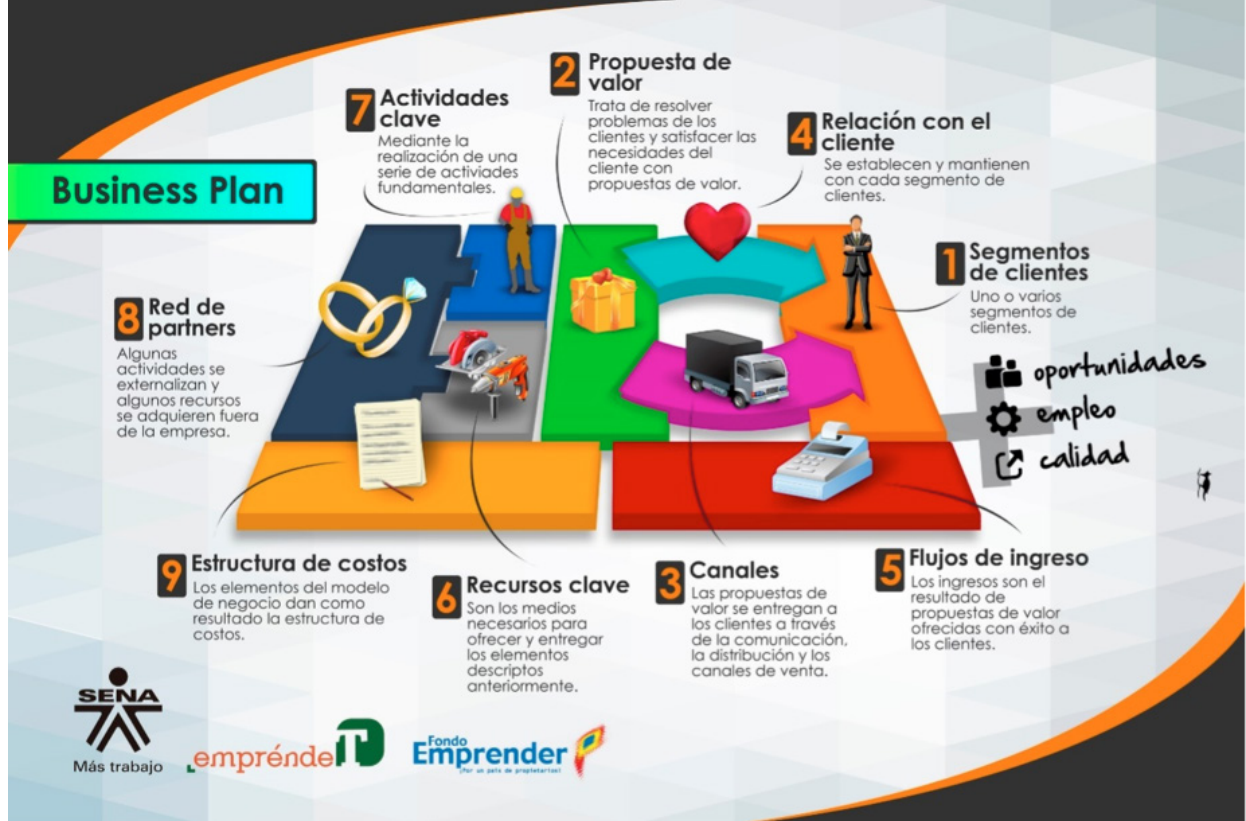 Business Plan
2
Propuesta de
valor
Trata de resolver
problemas de los
clientes y satisfacer las
necesidades del
cliente con
propuestas de valor.
7
Actividades
clave
Mediante la
realización de una
serie de activiades
fundamentales.
4
Relación con el
cliente
Se establecen y mantienen
con cada segmento de
clientes.
1
Segmentos
de clientes
Uno o varios
segmentos de
clientes.
8
Red de
partners
Algunas
actividades se
externalizan y
algunos recursos
se adquieren fuera
de la empresa.
oportunidades
empleo
calidad
9
Estructura de costos
Los elementos del modelo
de negocio dan como
resultado la estructura de
costos.
6
Recursos clave
Son los medios
necesarios para
ofrecer y entregar
los elementos
descriptos
anteriormente.
3
Canales
Las propuestas de
valor se entregan a
los clientes a través
de la comunicación,
la distribución y los
canales de venta.
5
Flujos de ingreso
Los ingresos son el
resultado de
propuestas de valor
ofrecidas con éxito a
los clientes.
SENA
Más trabajo
empréndeT
Fondo
Emprender
¡Por un país de propietarios!